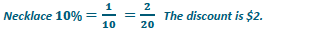 Necklace 10% = 1/10 = 2/20 The discount is $2.